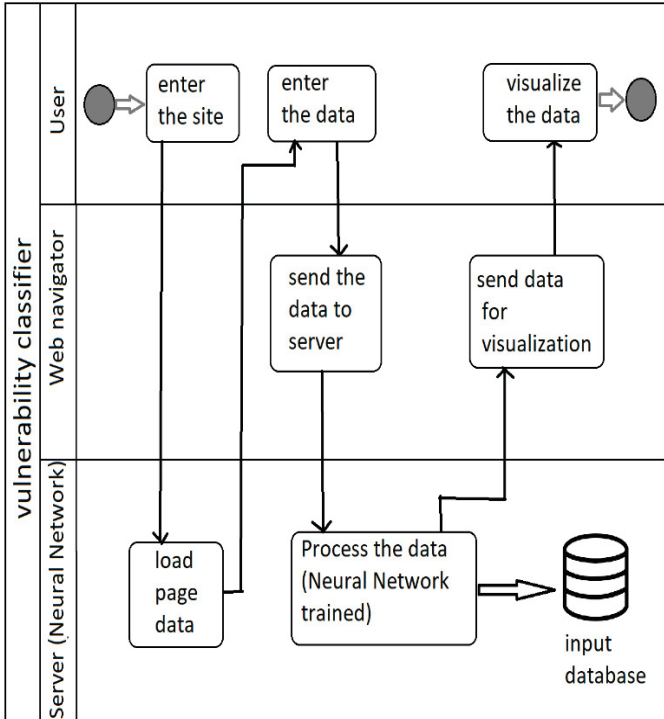 vulnerability classifier
User
enter
the site
enter
the data
visualize
the data
Web navigator
send the
data to
server
send data
for
visualization
Server (Neural Network)
load
page
data
Process the data
(Neural Network
trained)
input
database